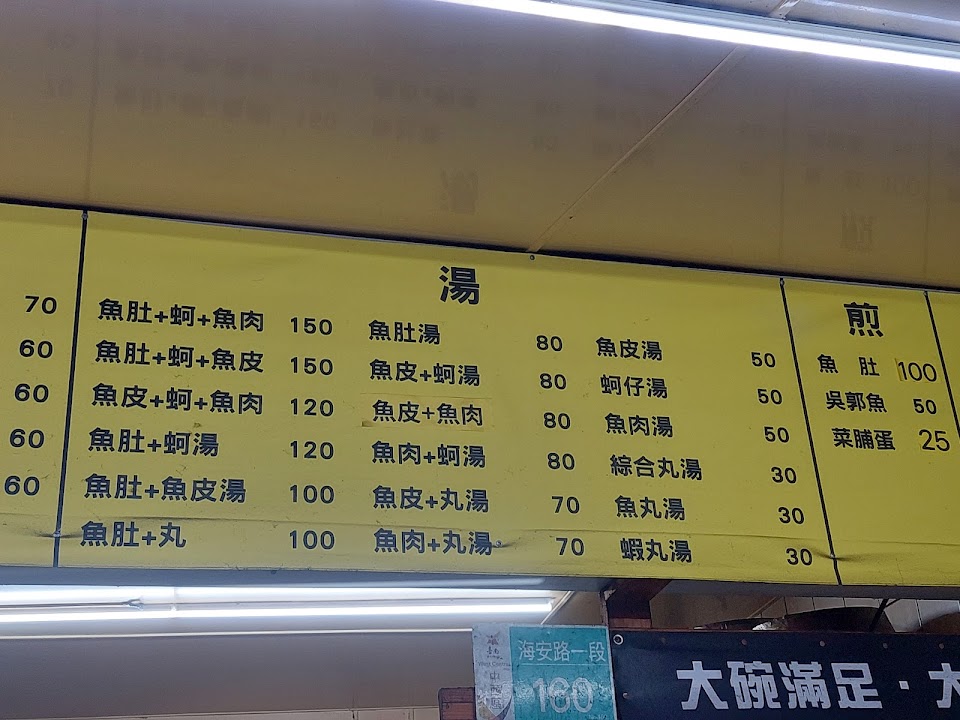 70
60
60
60
60
湯
魚肚+蚵+魚肉 150
魚肚+蚵+魚皮 150
魚皮+蚵+魚肉 120
魚肚+蚵湯 120
魚肚+魚皮湯 100
魚肚+丸 100
魚肚湯 80
魚皮+蚵湯 80
魚皮+魚肉 80
魚肉+蚵湯 80
魚皮+丸湯 70
魚肉+丸湯 70
魚皮湯 50
蚵仔湯 50
魚肉湯 50
綜合丸湯 30
魚丸湯 30
蝦丸湯 30
煎
魚肚 100
吳郭魚 50
菜脯蛋 25
海安路一段
160
中西區
大碗滿足・大